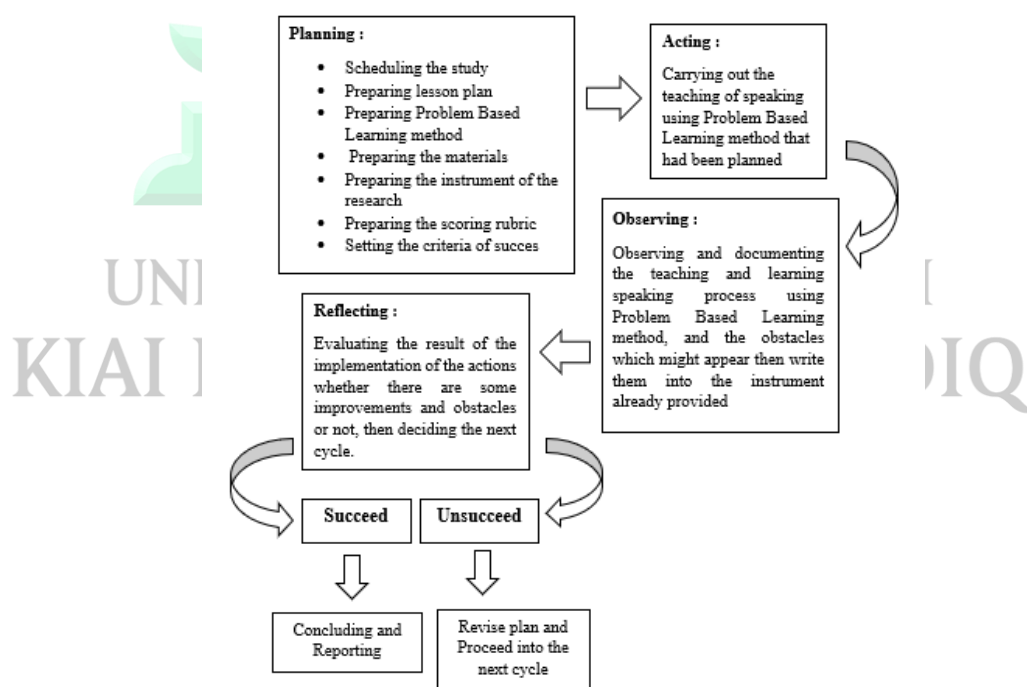 Planning :
• Scheduling the study
• Preparing lesson plan
• Preparing Problem Based
Learning method
• Preparing the materials
• Preparing the instrument of the
research
• Preparing the scoring rubric
• Setting the criteria of succes
Acting :
Carrying out the
teaching of speaking
using Problem Based
Learning method that
had been planned
Observing :
Observing and documenting
the teaching and learning
speaking process using
Problem Based Learning
method, and the obstacles
which might appear then write
them into the instrument
already provided
Reflecting :
Evaluating the result of the
implementation of the actions
whether there are some
improvements and obstacles
or not, then deciding the next
cycle.
Succeed
Unsucceed
Concluding and
Reporting
Revise plan and
Proceed into the
next cycle
KIAI